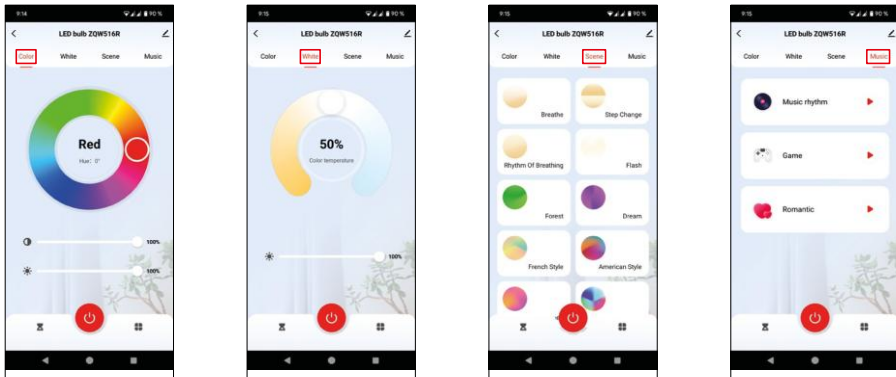 9:14 90 %
LED bulb ZQW516R
Color White Scene Music
Red
Hue: 0°
100%
100%
9:15 90 %
LED bulb ZQW516R
Color White Scene Music
50%
Color temperature
100%
9:15 90 %
LED bulb ZQW516R
Color White Scene Music
Breathe Step Change
Rhythm Of Breathing Flash
Forest Dream
French Style American Style
9:15 90 %
LED bulb ZQW516R
Color White Scene Music
Music rhythm
Game
Romantic